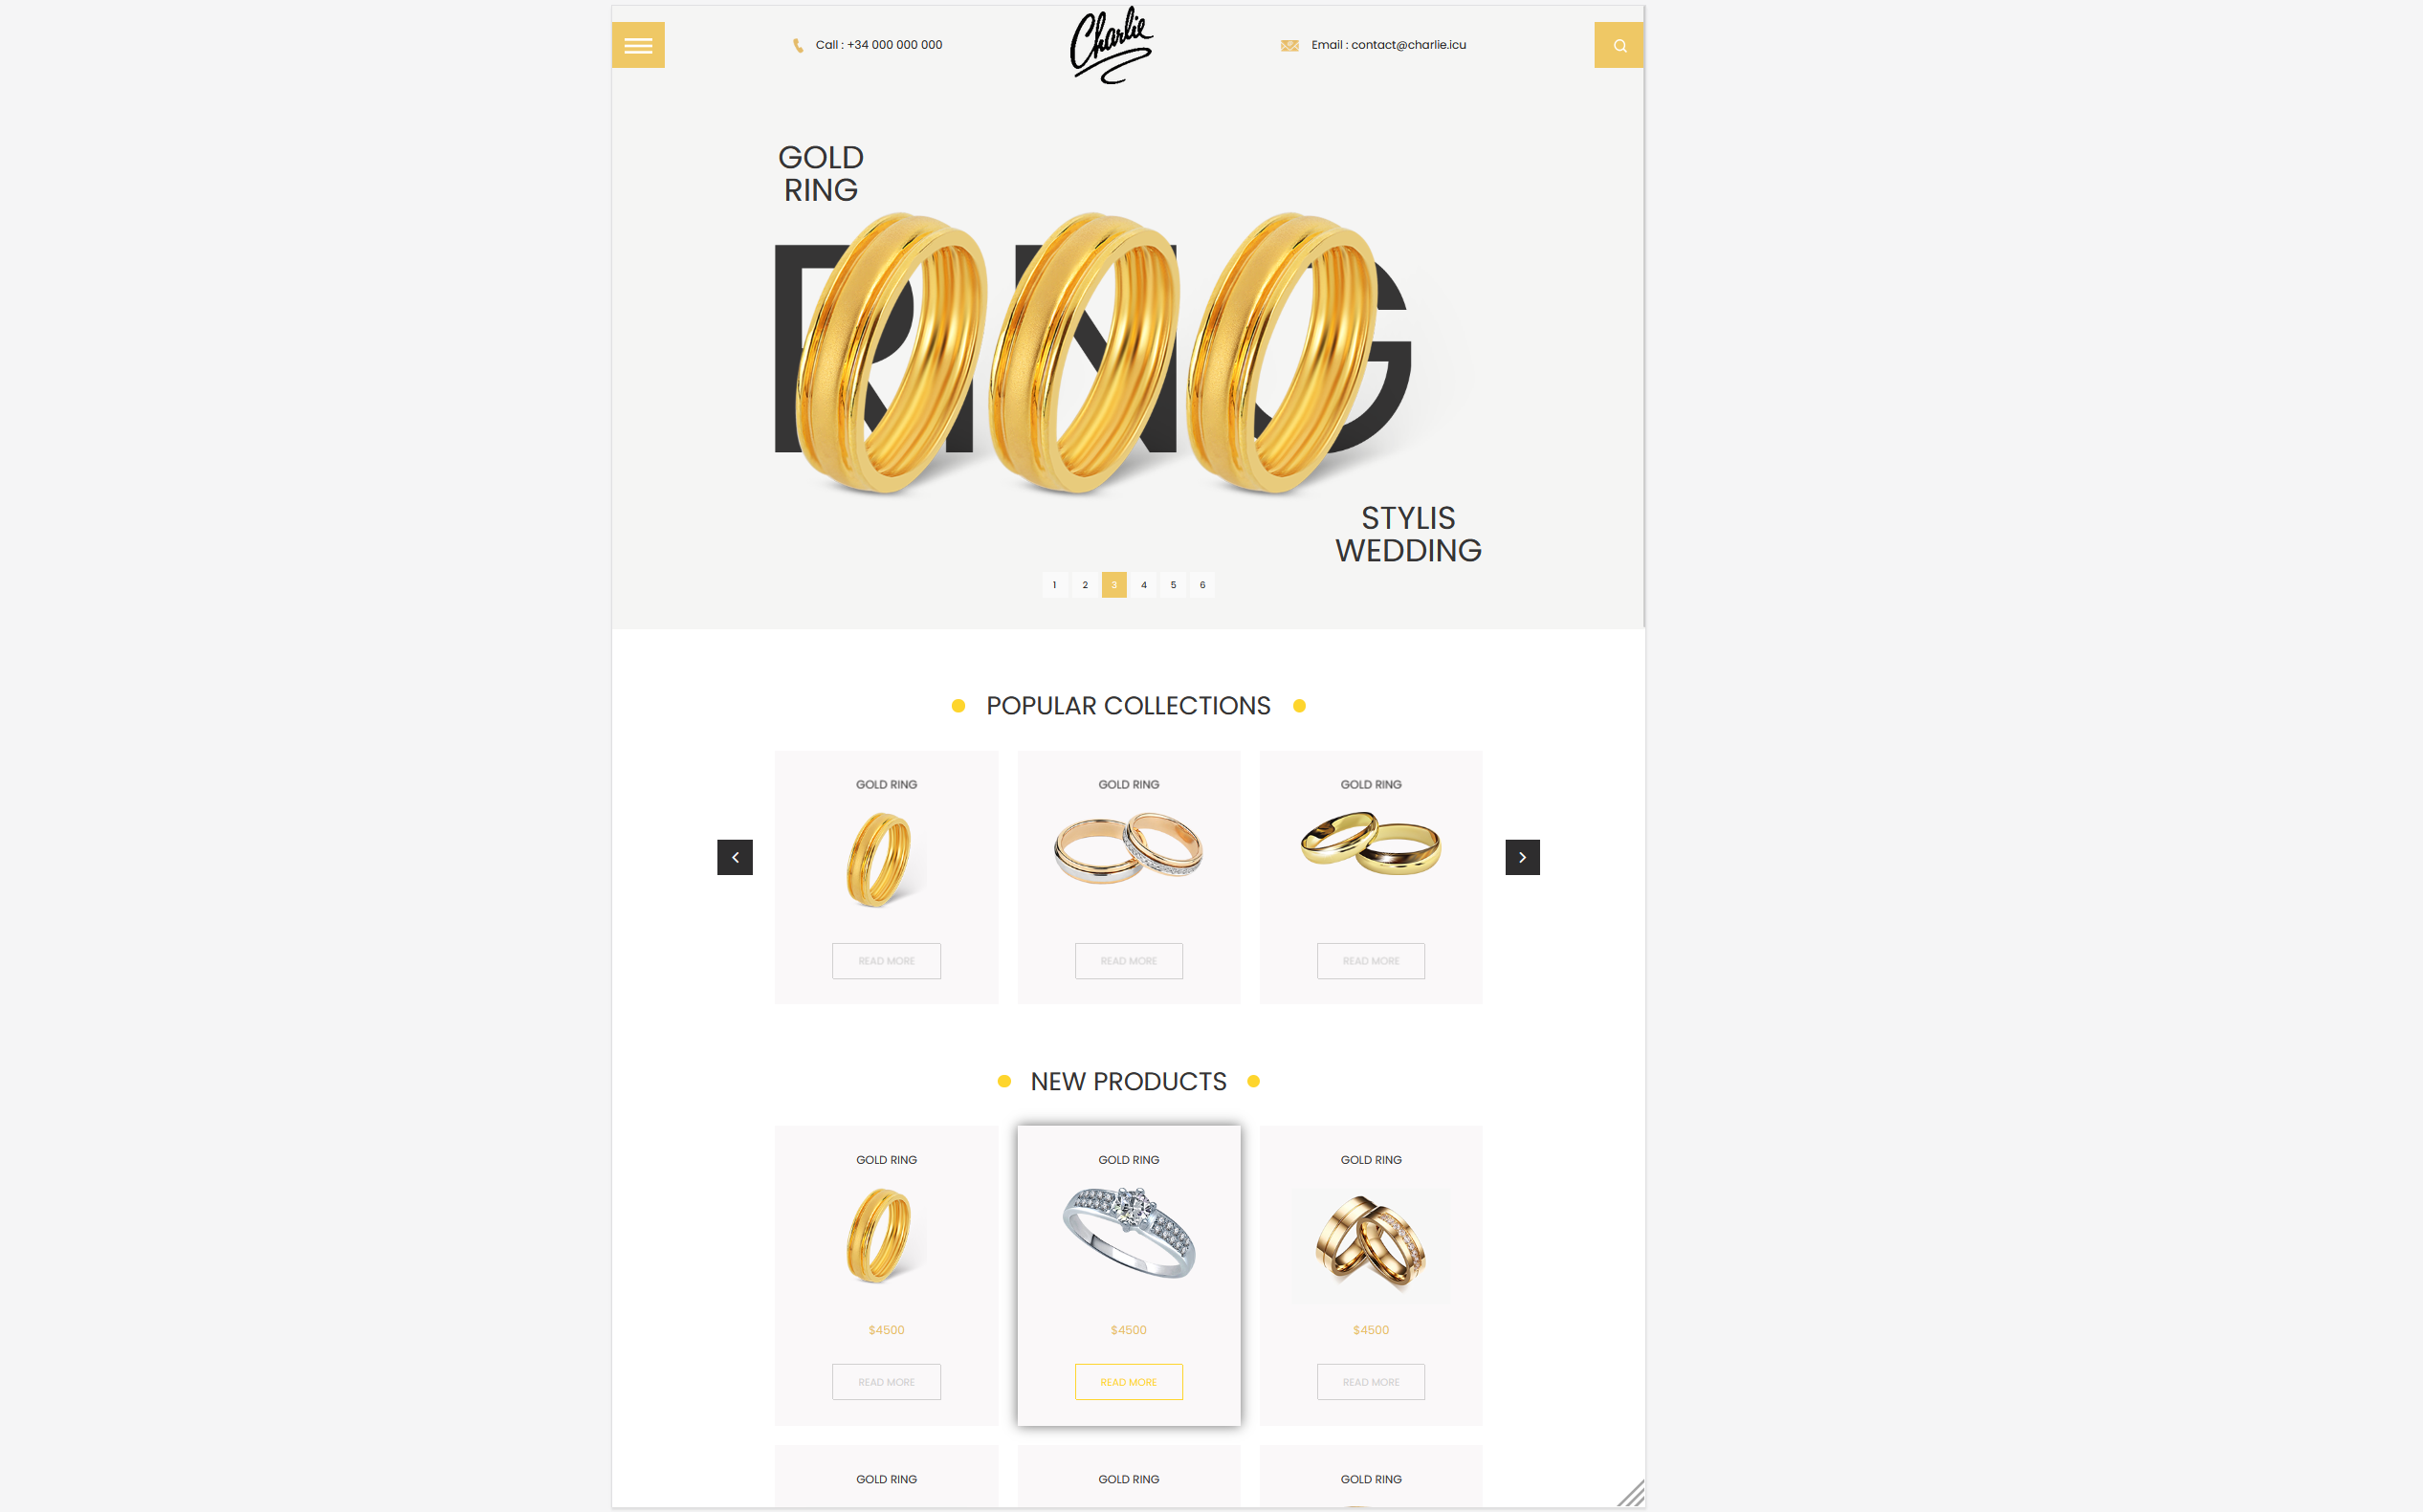 Call : +34 000 000 000
Charlie
Email : contact@charlie.icu
GOLD
RING
RING
STYLIS
WEDDING
1 2 3 4 5 6
POPULAR COLLECTIONS
GOLD RING
GOLD RING
GOLD RING
READ MORE
READ MORE
READ MORE
NEW PRODUCTS
GOLD RING
GOLD RING
GOLD RING
$4500
$4500
$4500
READ MORE
READ MORE
READ MORE
GOLD RING
GOLD RING
GOLD RING